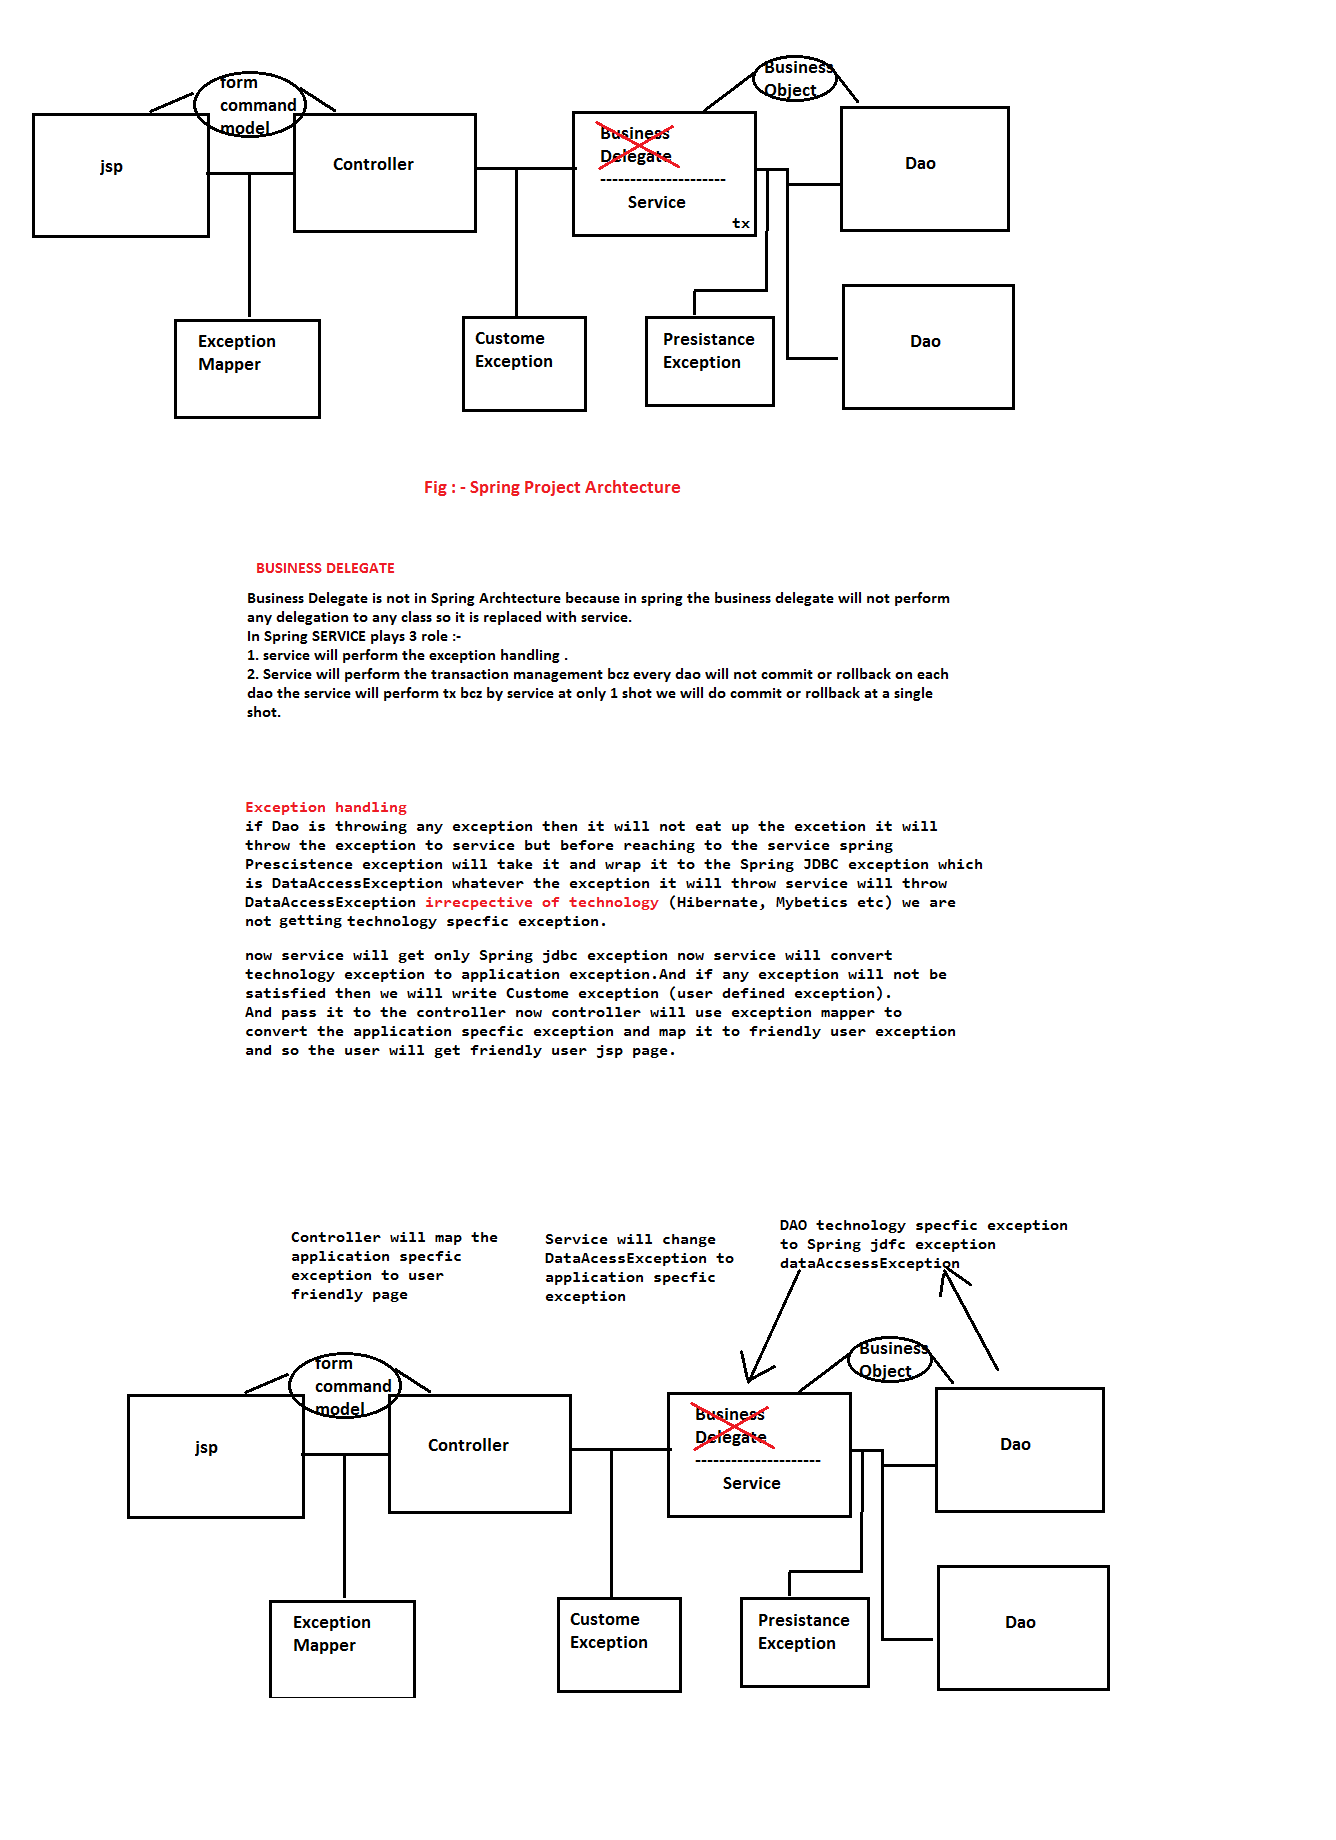 form
command
model
Business
Object
jsp
Controller
Business
Delegate
---------------------
Service
tx
Dao
Exception
Mapper
Custome
Exception
Presistance
Exception
Dao
Fig : - Spring Project Archtecture
BUSINESS DELEGATE
Business Delegate is not in Spring Archtecture because in spring the business delegate will not perform
any delegation to any class so it is replaced with service.
In Spring SERVICE plays 3 role :-
1. service will perform the exception handling .
2. Service will perform the transaction management bcz every dao will not commit or rollback on each
dao the service will perform tx bcz by service at only 1 shot we will do commit or rollback at a single
shot.
Exception handling
if Dao is throwing any exception then it will not eat up the excetion it will
throw the exception to service but before reaching to the service spring
Prescistence exception will take it and wrap it to the Spring JDBC exception which
is DataAccessException whatever the exception it will throw service will throw
DataAccessException irrecpective of technology (Hibernate, Mybetics etc) we are
not getting technology specfic exception.
now service will get only Spring jdbc exception now service will convert
technology exception to application exception.And if any exception will not be
satisfied then we will write Custome exception (user defined exception).
And pass it to the controller now controller will use exception mapper to
convert the application specfic exception and map it to friendly user exception
and so the user will get friendly user jsp page.
Controller will map the
application specfic
exception to user
friendly page
Service will change
DataAcessException to
application specfic
exception
DAO technology specfic exception
to Spring jdfc exception
dataAccsessException
form
command
model
Business
Object
jsp
Controller
Business
Delegate
---------------------
Service
Dao
Exception
Mapper
Custome
Exception
Presistance
Exception
Dao